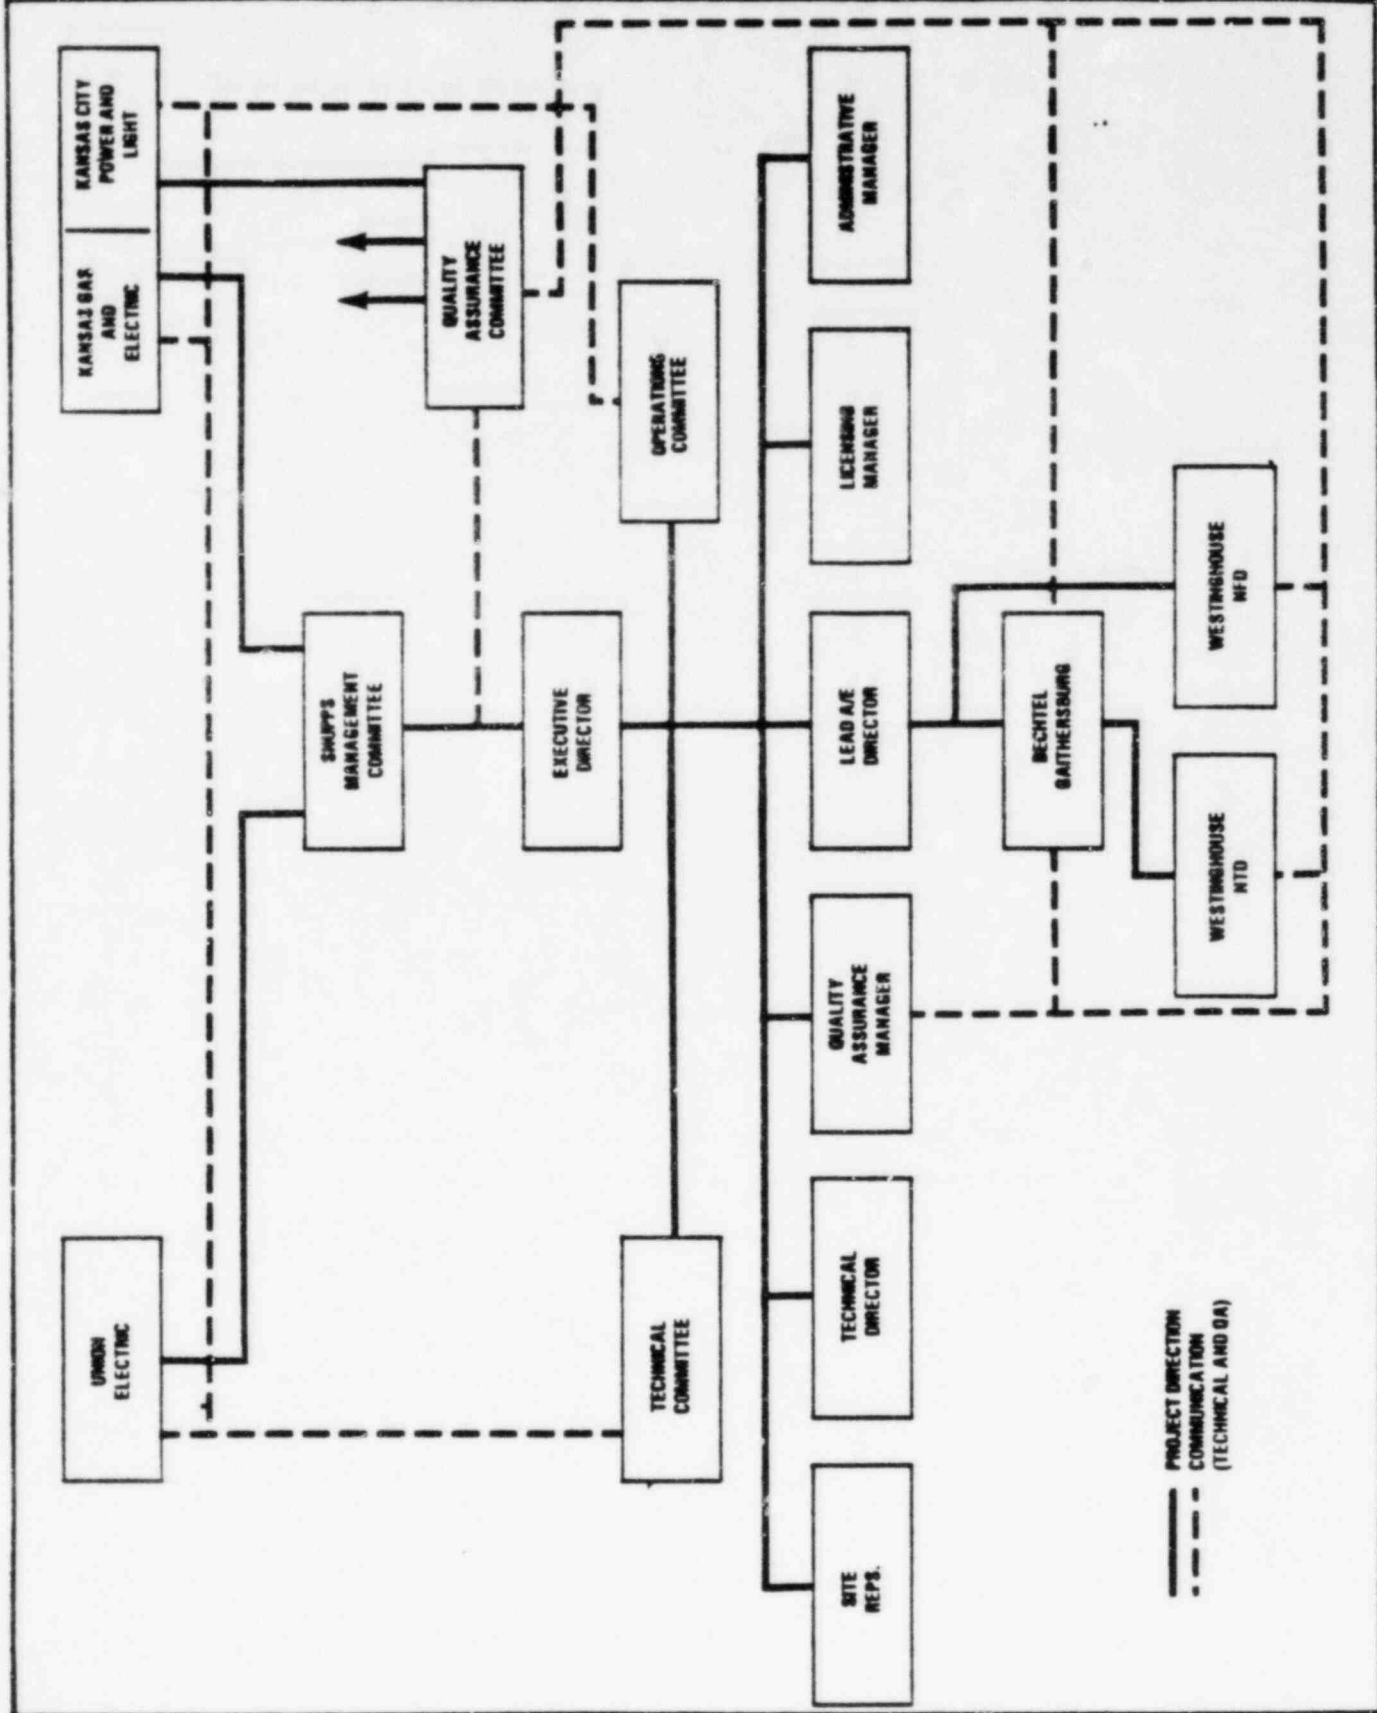 UNION
ELECTRIC
KANSAS GAS
AND
ELECTRIC
KANSAS CITY
POWER AND
LIGHT
SNUPPS
MANAGEMENT
COMMITTEE
QUALITY
ASSURANCE
COMMITTEE
EXECUTIVE
DIRECTOR
TECHNICAL
COMMITTEE
OPERATIONS
COMMITTEE
SITE
REPS.
TECHNICAL
DIRECTOR
QUALITY
ASSURANCE
MANAGER
LEAD A/E
DIRECTOR
LICENSING
MANAGER
ADMINISTRATIVE
MANAGER
BECHTEL
GAITHERSBURG
WESTINGHOUSE
NTD
WESTINGHOUSE
NFD
PROJECT DIRECTION
COMMUNICATION
(TECHNICAL AND QA)